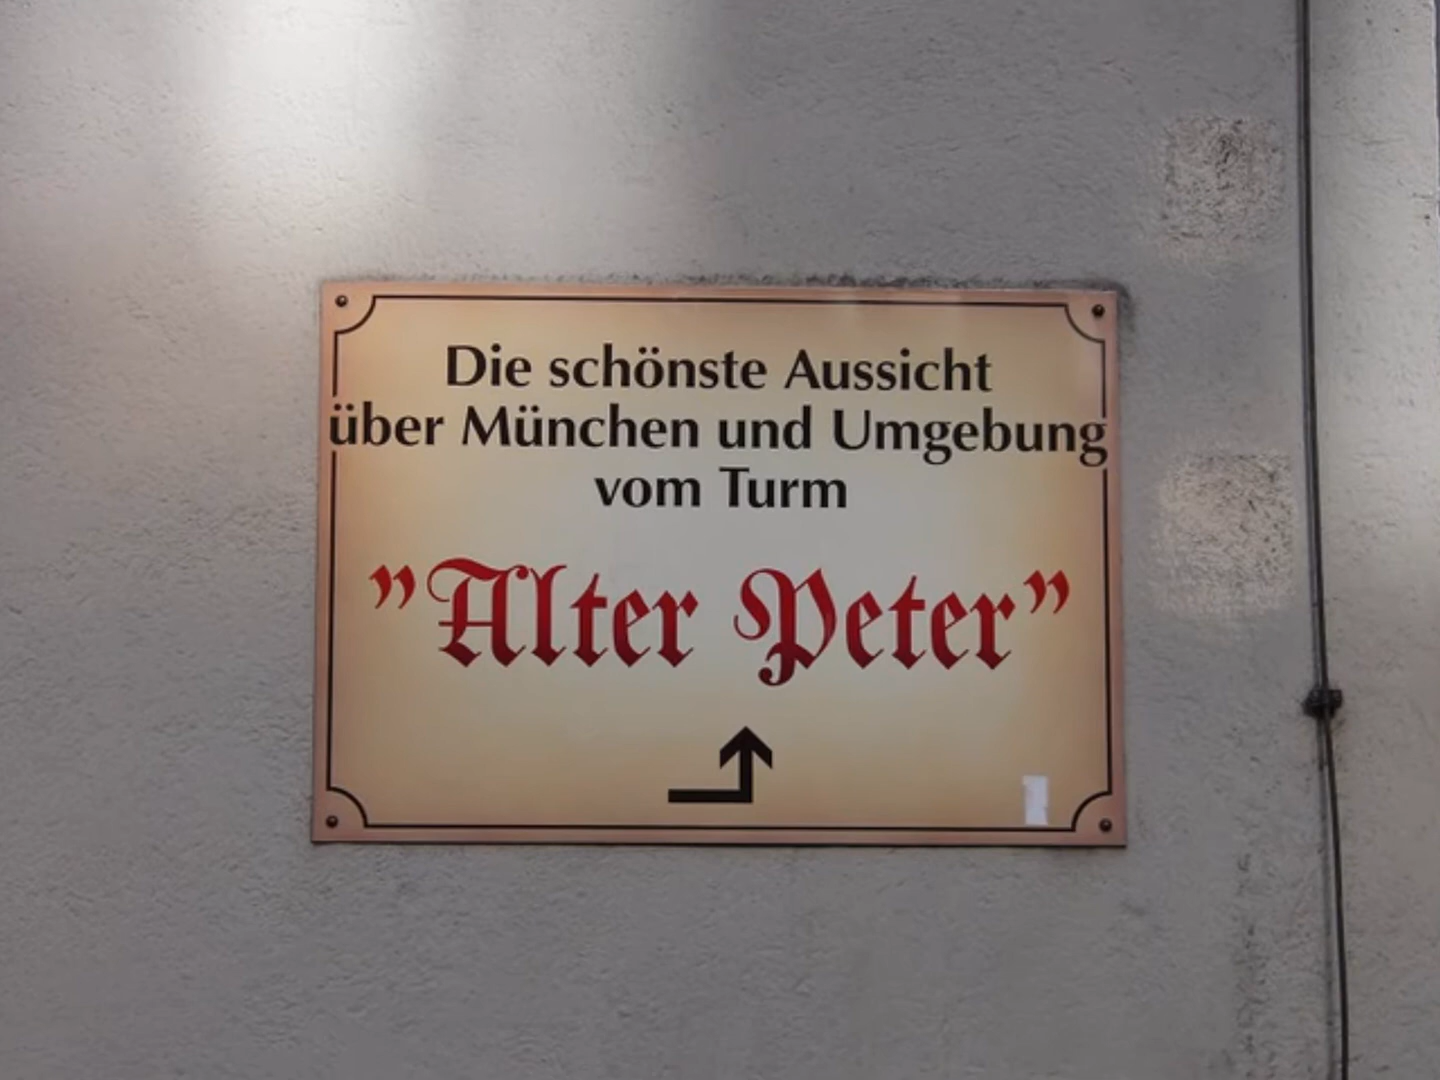 Die schönste Aussicht
über München und Umgebung
vom Turm
”Alter Peter”